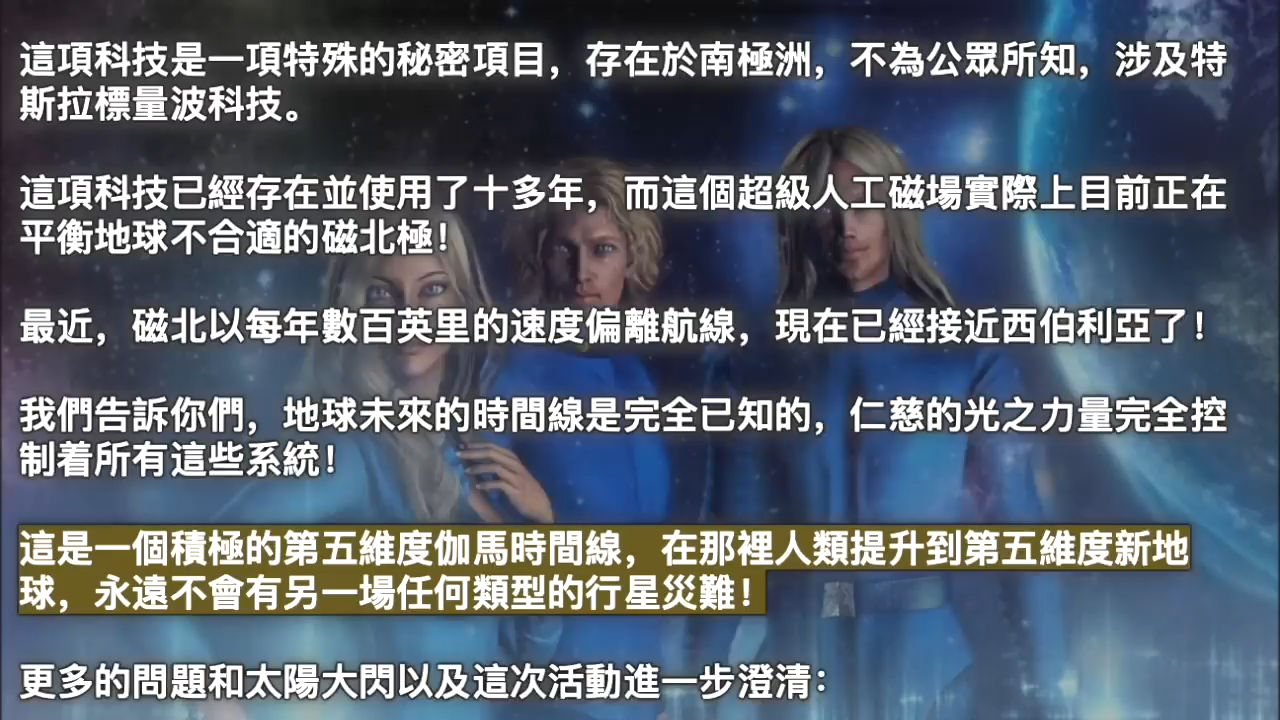 這項科技是一項特殊的秘密項目，存在於南極洲，不為公眾所知，涉及特
斯拉標量波科技。
這項科技已經存在並使用了十多年，而這個超級人工磁場實際上目前正在
平衡地球不合適的磁北極！
最近，磁北以每年數百英里的速度偏離航線，現在已經接近西伯利亞了！
我們告訴你們，地球未來的時間線是完全已知的，仁慈的光之力量完全控
制着所有這些系統！
這是一個積極的第五維度伽馬時間線，在那裡人類提升到第五維度新地
球，永遠不會有另一場任何類型的行星災難！
更多的問題和太陽大閃以及這次活動進一步澄清：